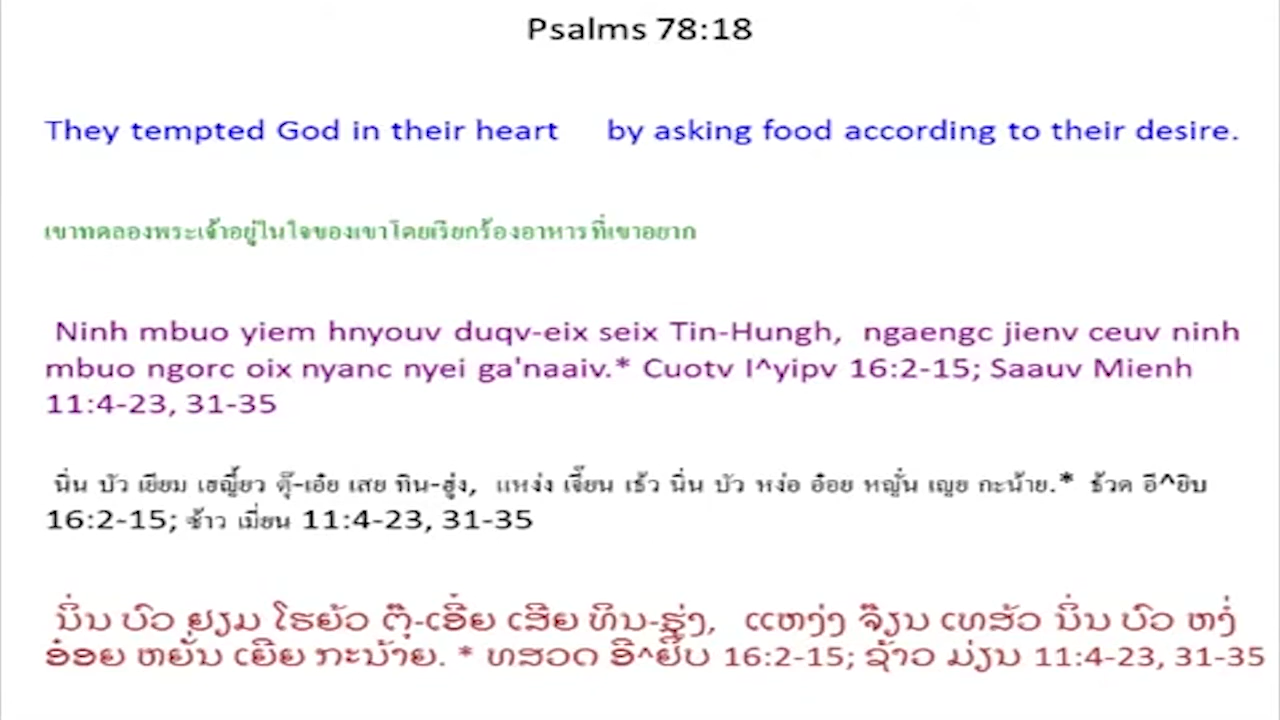 Psalms 78:18
They tempted God in their heart by asking food according to their desire.
เขาทดลองพระเจ้าอยู่ในใจของเขาโดยเรียกร้องอาหารที่เขาอยาก
Ninh mbuo yiem hnyouv duqv-eix seix Tin-Hungh, ngaengc jienv ceuv ninh
mbuo ngorc oix nyanc nyei ga'naaiv.* Cuotv I^yipv 16:2-15; Saauv Mienh
11:4-23, 31-35
นิ่น บัว เยียม เฮญี้ยว ตุ๊-เอ๋ย เสย ทิน-ฮู่ง, แหง่ง เจี๊ยน เธ้ว นิ่น บัว หง่อ อ๋อย หญั่น เญย กะน้าย.* ธ้วด อี^ยิบ
16:2-15; ซ้าว เมี่ยน 11:4-23, 31-35
ນິ່ນ ບົວ ຢຽມ ໂຮຍ້ວ ຕຸ໊-ເອີ໋ຍ ເສີຍ ທິນ-ຮູ່ງ, ແຫງ່ງ ຈ໊ຽນ ເທສ້ວ ນິ່ນ ບົວ ຫງໍ່
ອ໋ອຍ ຫຍັ່ນ ເຍີຍ ກະນ້າຍ. * ທສວດ ອີ^ຢິບ 16:2-15; ຊ້າວ ມ່ຽນ 11:4-23, 31-35